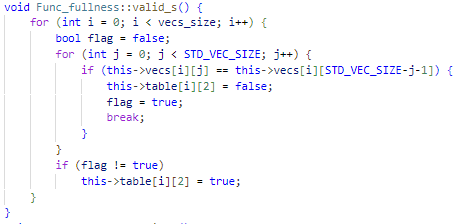 void Func_fullness::valid_s() {
    for (int i = 0; i < vecs_size; i++) {
        bool flag = false;
        for (int j = 0; j < STD_VEC_SIZE; j++) {
            if (this->vecs[i][j] == this->vecs[i][STD_VEC_SIZE-j-1]) {
                this->table[i][2] = false;
                flag = true;
                break;
            }
        }
        if (flag != true)
            this->table[i][2] = true;
    }
}